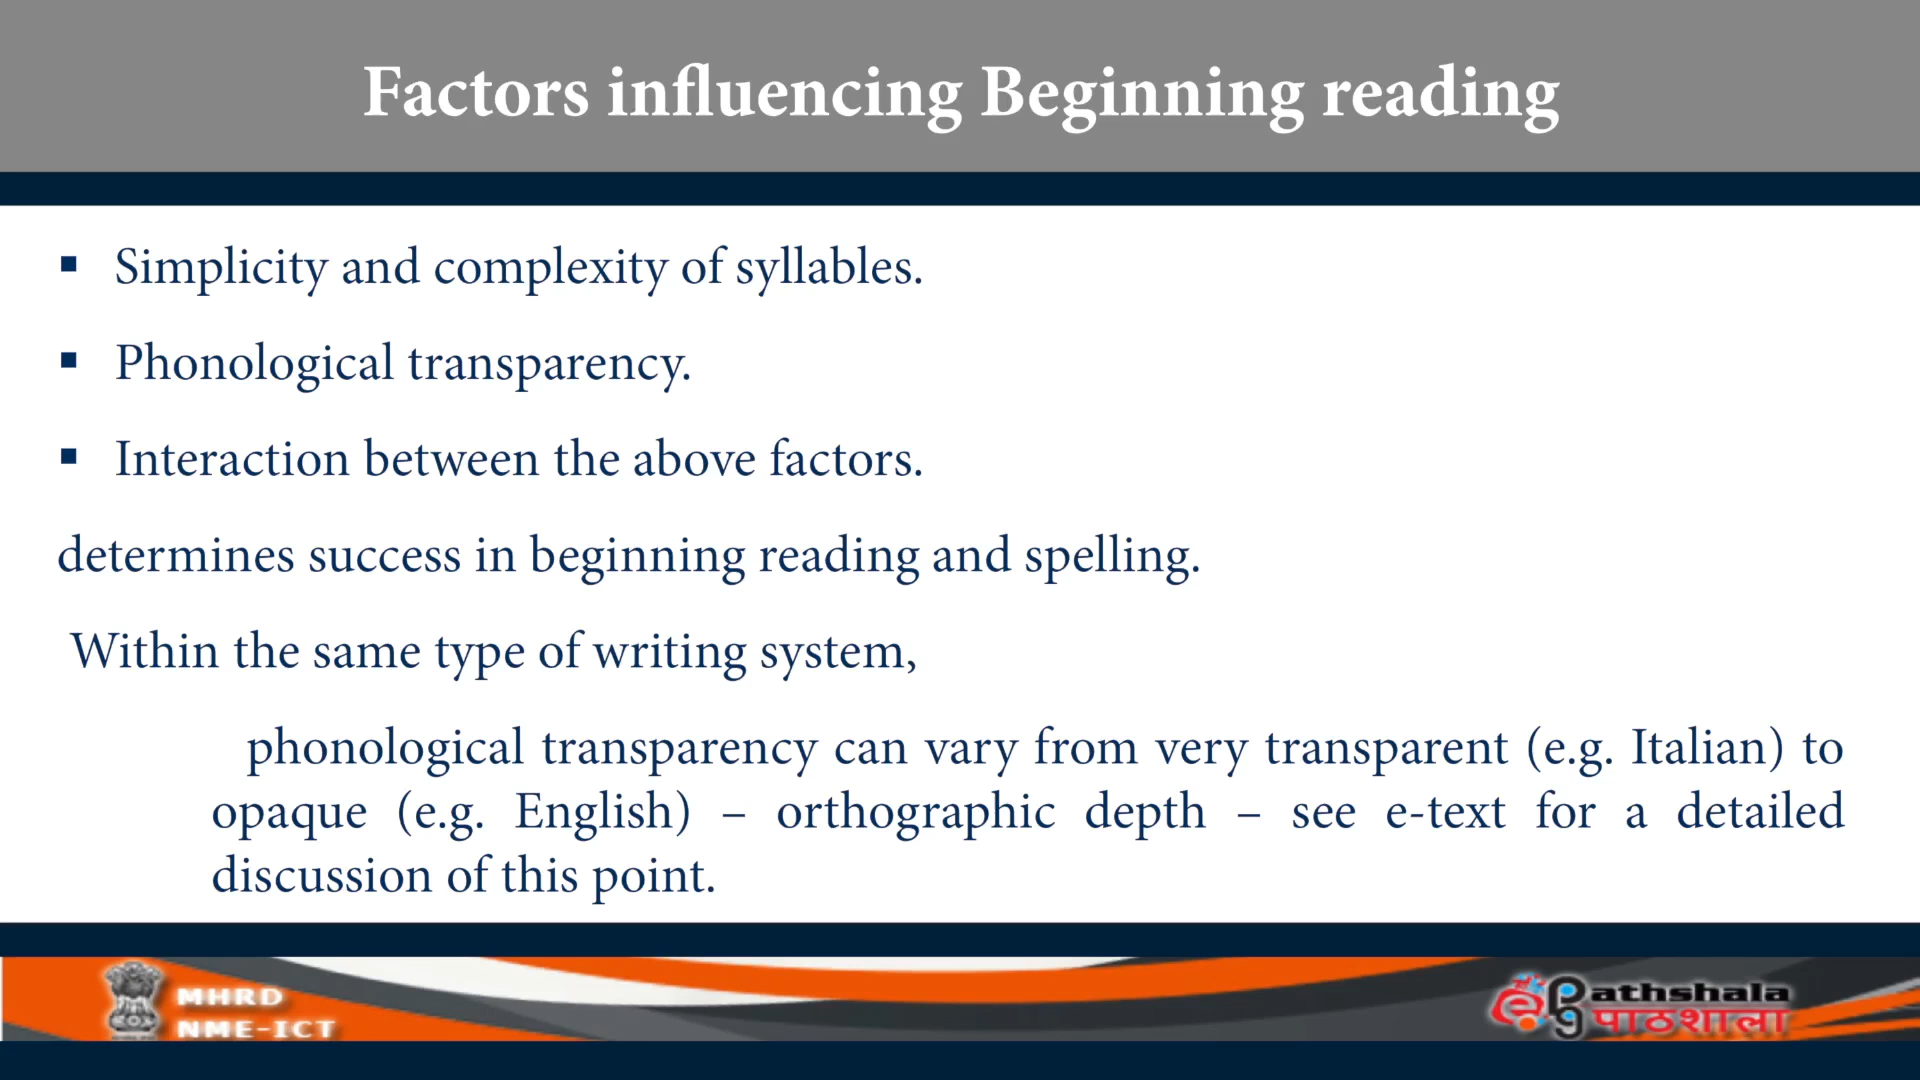 Factors influencing Beginning reading
▪ Simplicity and complexity of syllables.
▪ Phonological transparency.
▪ Interaction between the above factors.
determines success in beginning reading and spelling.
Within the same type of writing system,
phonological transparency can vary from very transparent (e.g. Italian) to
opaque (e.g. English) – orthographic depth – see e-text for a detailed
discussion of this point.
MHRD
NME-ICT
ePathshala
पाठशाला